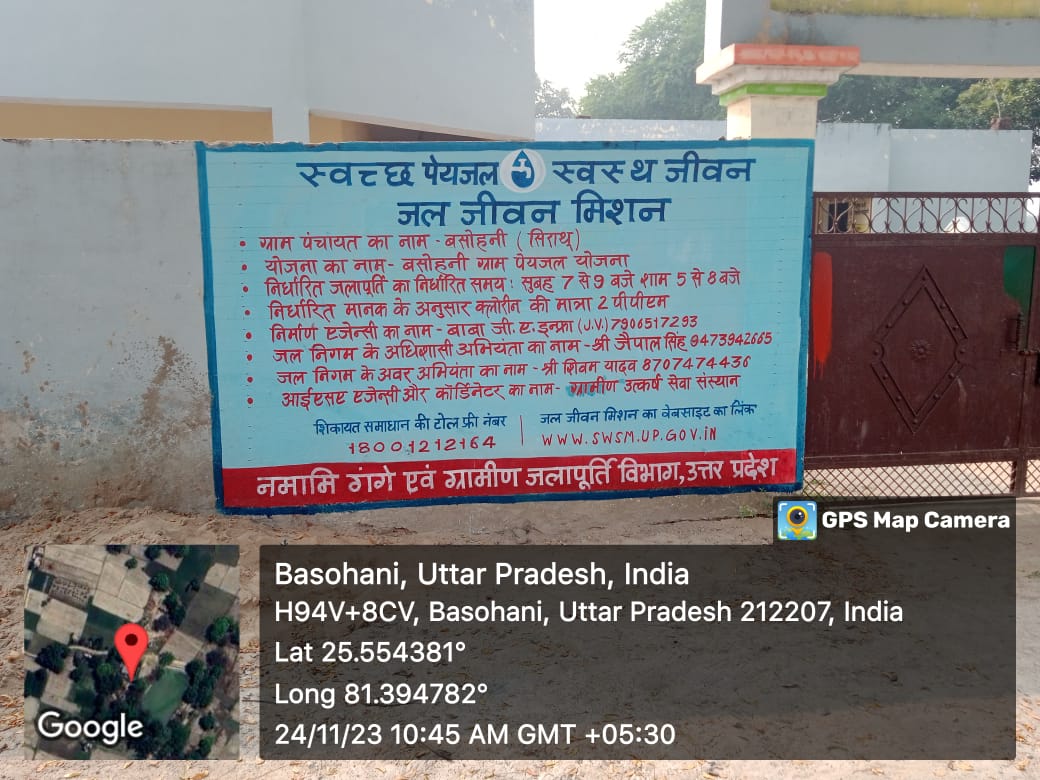 स्वच्छ पेयजल स्वस्थ जीवन
जल जीवन मिशन
• ग्राम पंचायत का नाम - बसोहनी (सिराथू)
• योजना का नाम - बसोहनी ग्राम पेयजल योजना
• निर्धारित जलापूर्ति का निर्धारित समय: सुबह 7 से 9 बजे शाम 5 से 8 बजे
• निर्धारित मानक के अनुसार क्लोरीन की मात्रा 2 पीपीएम
• निर्माण एजेन्सी का नाम - बाबा जी.ए.इन्फ्रा (J.V.) 7906517293
• जल निगम के अधिशासी अभियंता का नाम - श्री जैपाल सिंह 9473942665
• जल निगम के अवर अभियंता का नाम - श्री शिवम यादव 8707474436
• आईएसए एजेन्सी और कॉर्डिनेटर का नाम - ग्रामीण उत्कर्ष सेवा संस्थान
शिकायत समाधान की टोल फ्री नंबर
18001212164
जल जीवन मिशन का वेबसाइट का लिंक
WWW.SWSM.UP.GOV.IN
नमामि गंगे एवं ग्रामीण जलापूर्ति विभाग, उत्तर प्रदेश
GPS Map Camera
Basohani, Uttar Pradesh, India
H94V+8CV, Basohani, Uttar Pradesh 212207, India
Lat 25.554381°
Long 81.394782°
24/11/23 10:45 AM GMT +05:30
Google